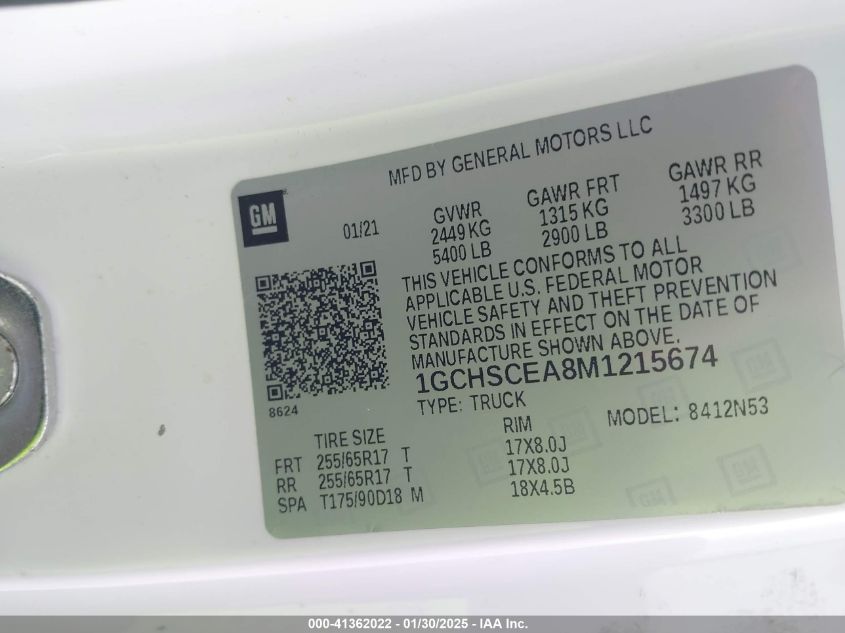 MFD BY GENERAL MOTORS LLC
GM
01/21
GVWR GAWR FRT GAWR RR
2449 KG 1315 KG 1497 KG
5400 LB 2900 LB 3300 LB
THIS VEHICLE CONFORMS TO ALL
APPLICABLE U.S. FEDERAL MOTOR
VEHICLE SAFETY AND THEFT PREVENTION
STANDARDS IN EFFECT ON THE DATE OF
MANUFACTURE SHOWN ABOVE.
1GCHSCEA8M1215674
8624
TYPE: TRUCK MODEL: 8412N53
TIRE SIZE RIM
FRT 255/65R17 T 17X8.0J
RR 255/65R17 T 17X8.0J
SPA T175/90D18 M 18X4.5B
000-41362022 - 01/30/2025 - IAA Inc.